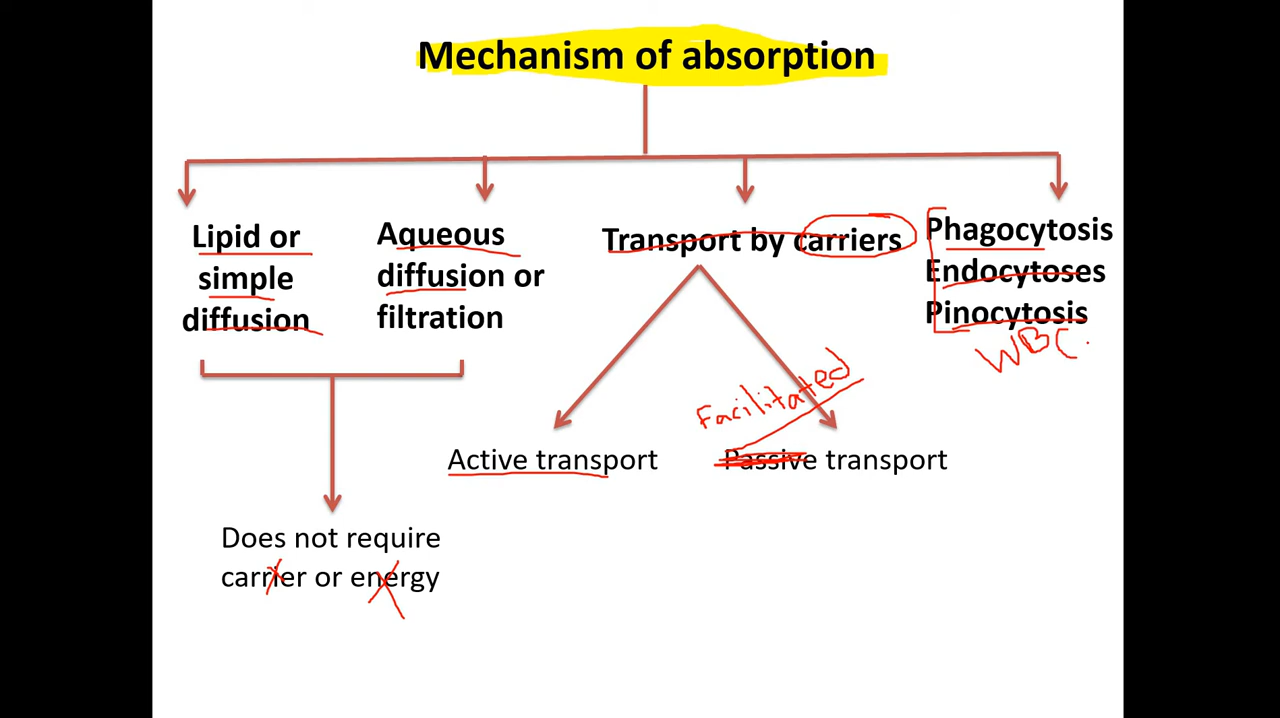 Mechanism of absorption
Lipid or
simple
diffusion
Aqueous
diffusion or
filtration
Transport by carriers
Phagocytosis
Endocytoses
Pinocytosis
WBC
Facilitated
Active transport
Passive transport
Does not require
carrier or energy